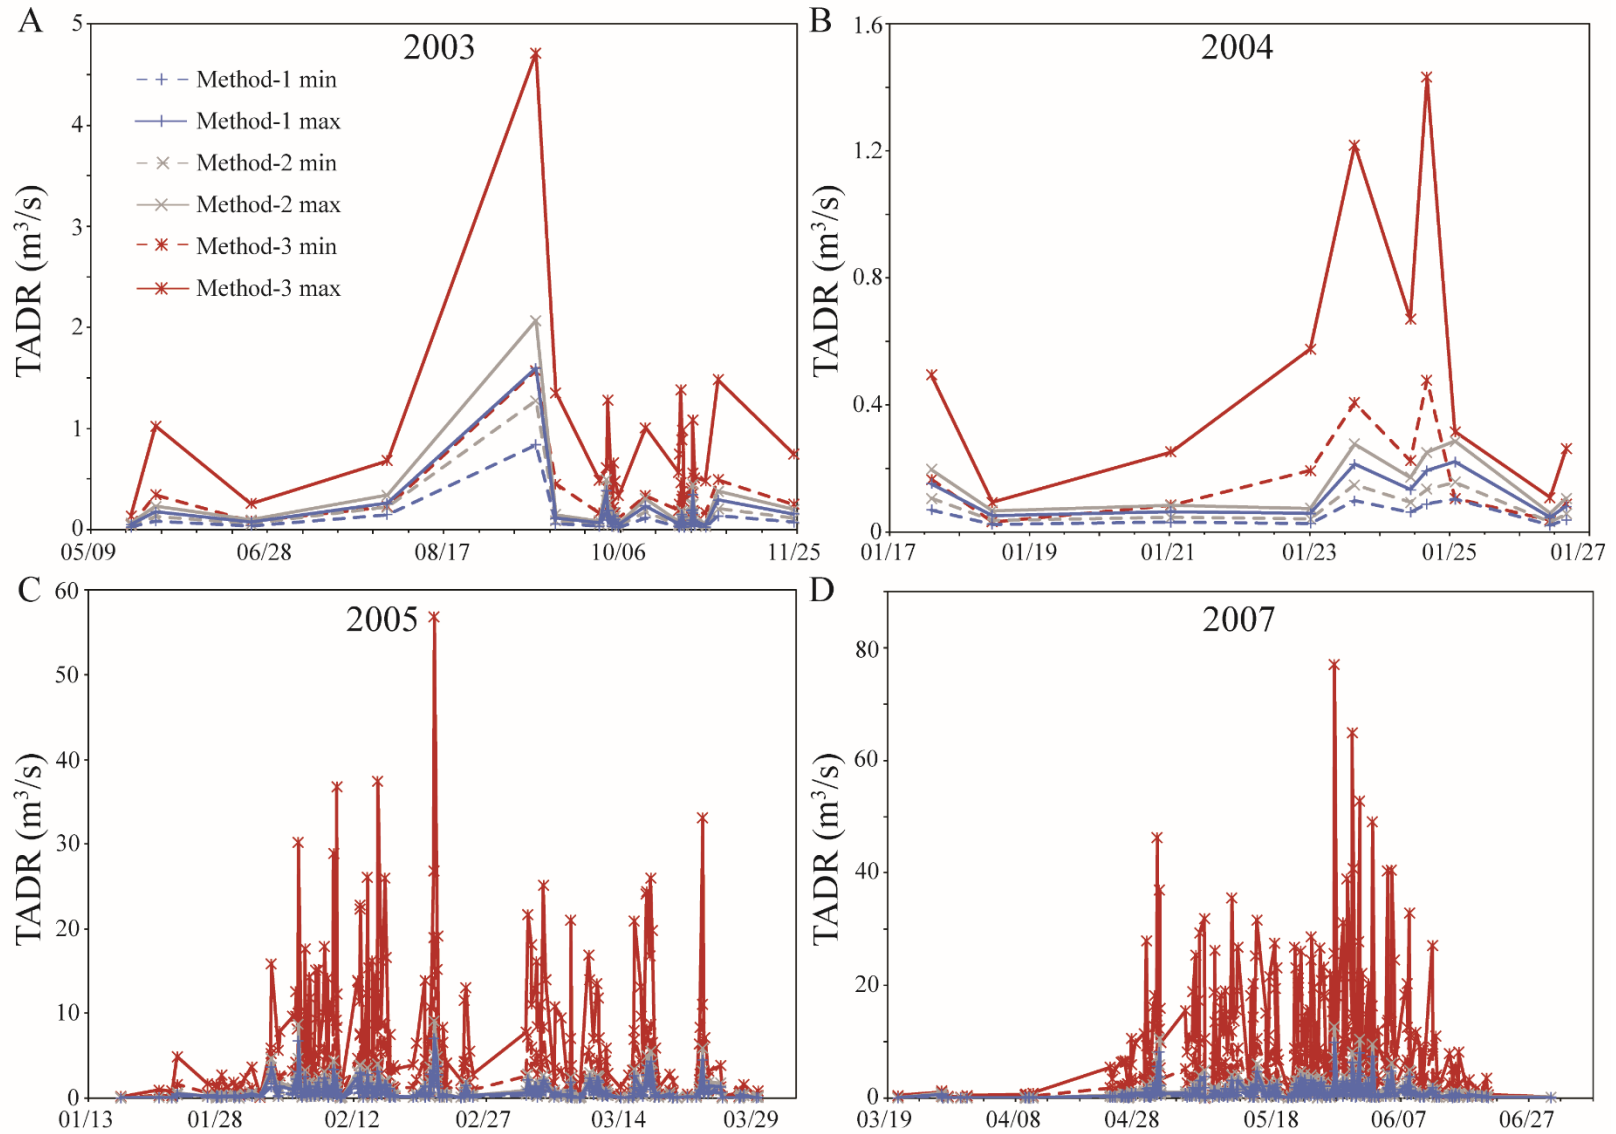 A
2003
5
4
3
2
1
0
TADR (m³/s)
Method-1 min
Method-1 max
Method-2 min
Method-2 max
Method-3 min
Method-3 max
05/09 06/28 08/17 10/06 11/25
B
2004
1.6
1.2
0.8
0.4
0
TADR (m³/s)
01/17 01/19 01/21 01/23 01/25 01/27
C
2005
60
50
40
30
20
10
0
TADR (m³/s)
01/13 01/28 02/12 02/27 03/14 03/29
D
2007
80
60
40
20
0
TADR (m³/s)
03/19 04/08 04/28 05/18 06/07 06/27